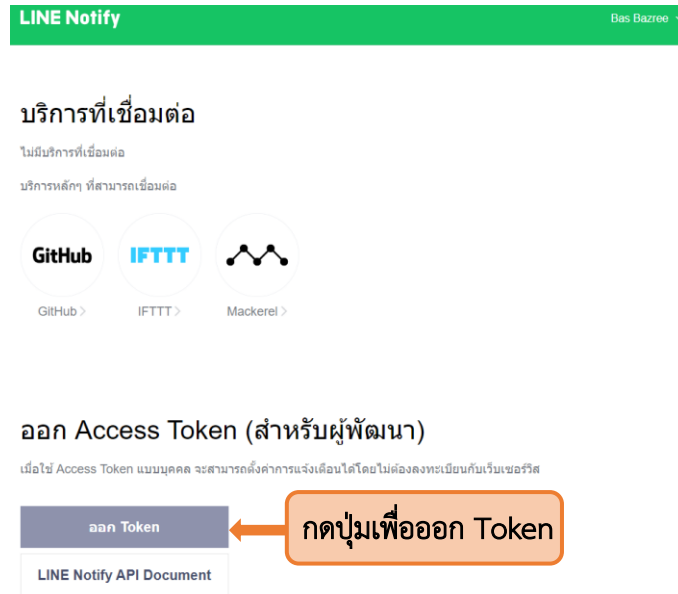 LINE Notify
Bas Bazree
บริการที่เชื่อมต่อ
ไม่มีบริการที่เชื่อมต่อ
บริการหลักๆ ที่สามารถเชื่อมต่อ
GitHub IFTTT
GitHub IFTTT Mackerel
ออก Access Token (สำหรับผู้พัฒนา)
เมื่อใช้ Access Token แบบบุคคล จะสามารถตั้งค่าการแจ้งเตือนได้โดยไม่ต้องลงทะเบียนกับเว็บเซอร์วิส
ออก Token
กดปุ่มเพื่อออก Token
LINE Notify API Document